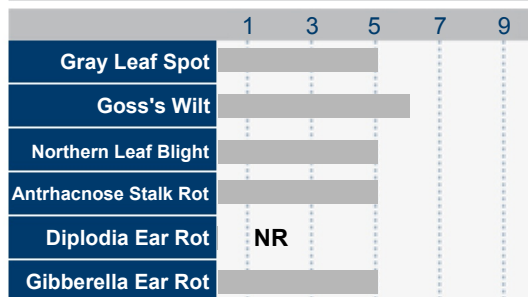 1 3 5 7 9
Gray Leaf Spot
Goss's Wilt
Northern Leaf Blight
Antrhacnose Stalk Rot
Diplodia Ear Rot NR
Gibberella Ear Rot